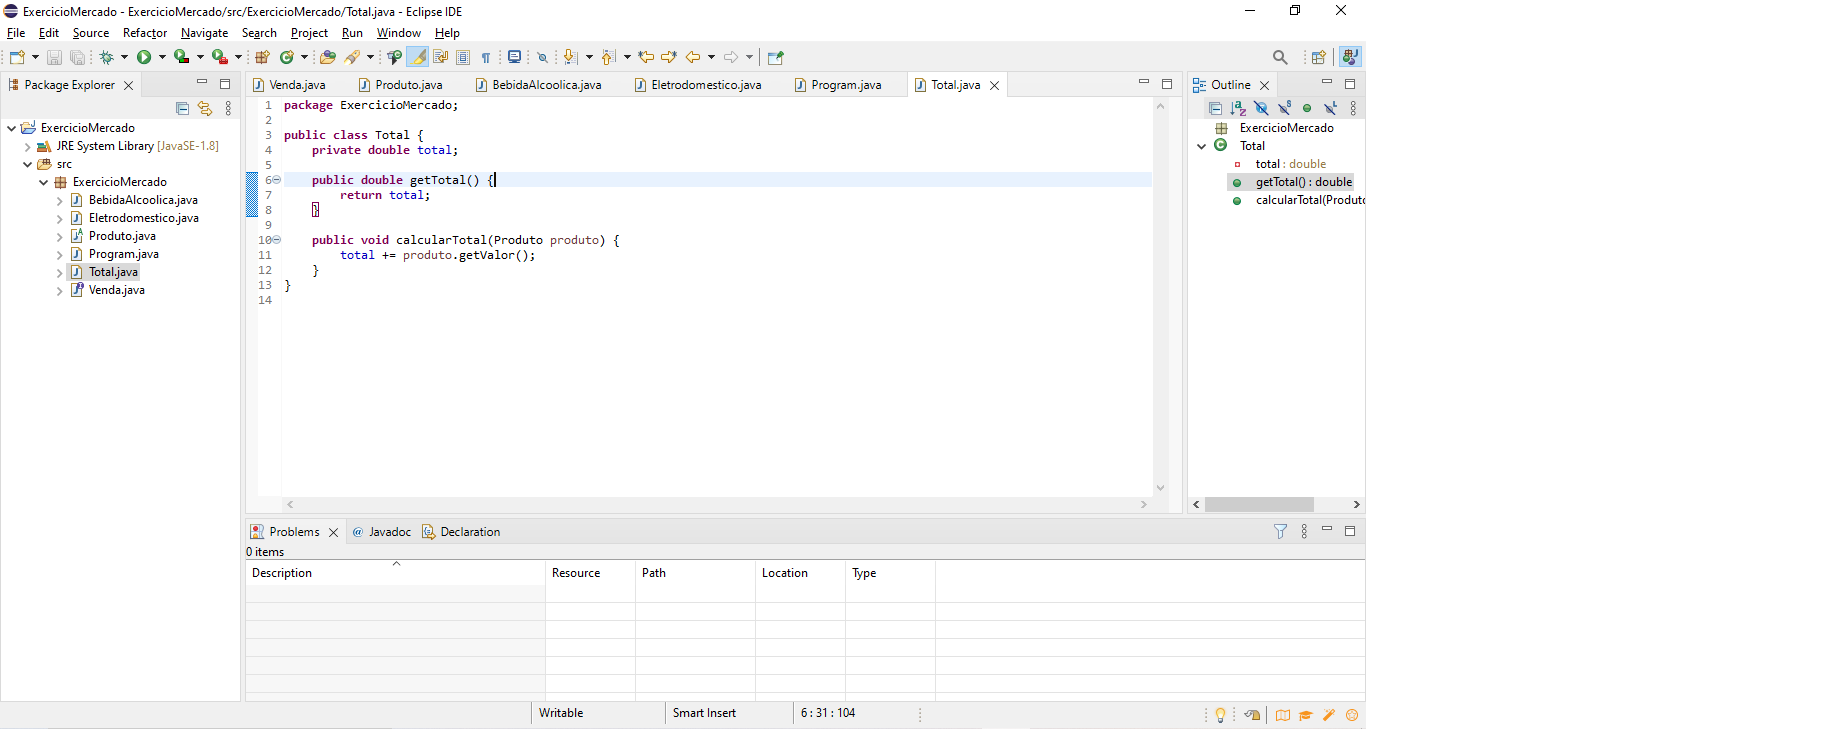 ExercicioMercado - ExercicioMercado/src/ExercicioMercado/Total.java - Eclipse IDE
File Edit Source Refactor Navigate Search Project Run Window Help
Package Explorer
ExercicioMercado
JRE System Library [JavaSE-1.8]
src
ExercicioMercado
BebidaAlcoolica.java
Eletrodomestico.java
Produto.java
Program.java
Total.java
Venda.java
Venda.java Produto.java BebidaAlcoolica.java Eletrodomestico.java Program.java Total.java
1 package ExercicioMercado;
2
3 public class Total {
4 private double total;
5
6 public double getTotal() {
7 return total;
8 }
9
10 public void calcularTotal(Produto produto) {
11 total += produto.getValor();
12 }
13 }
14
Outline
ExercicioMercado
Total
total : double
getTotal() : double
calcularTotal(Produto
Problems @ Javadoc Declaration
0 items
Description Resource Path Location Type
Writable Smart Insert 6 : 31 : 104